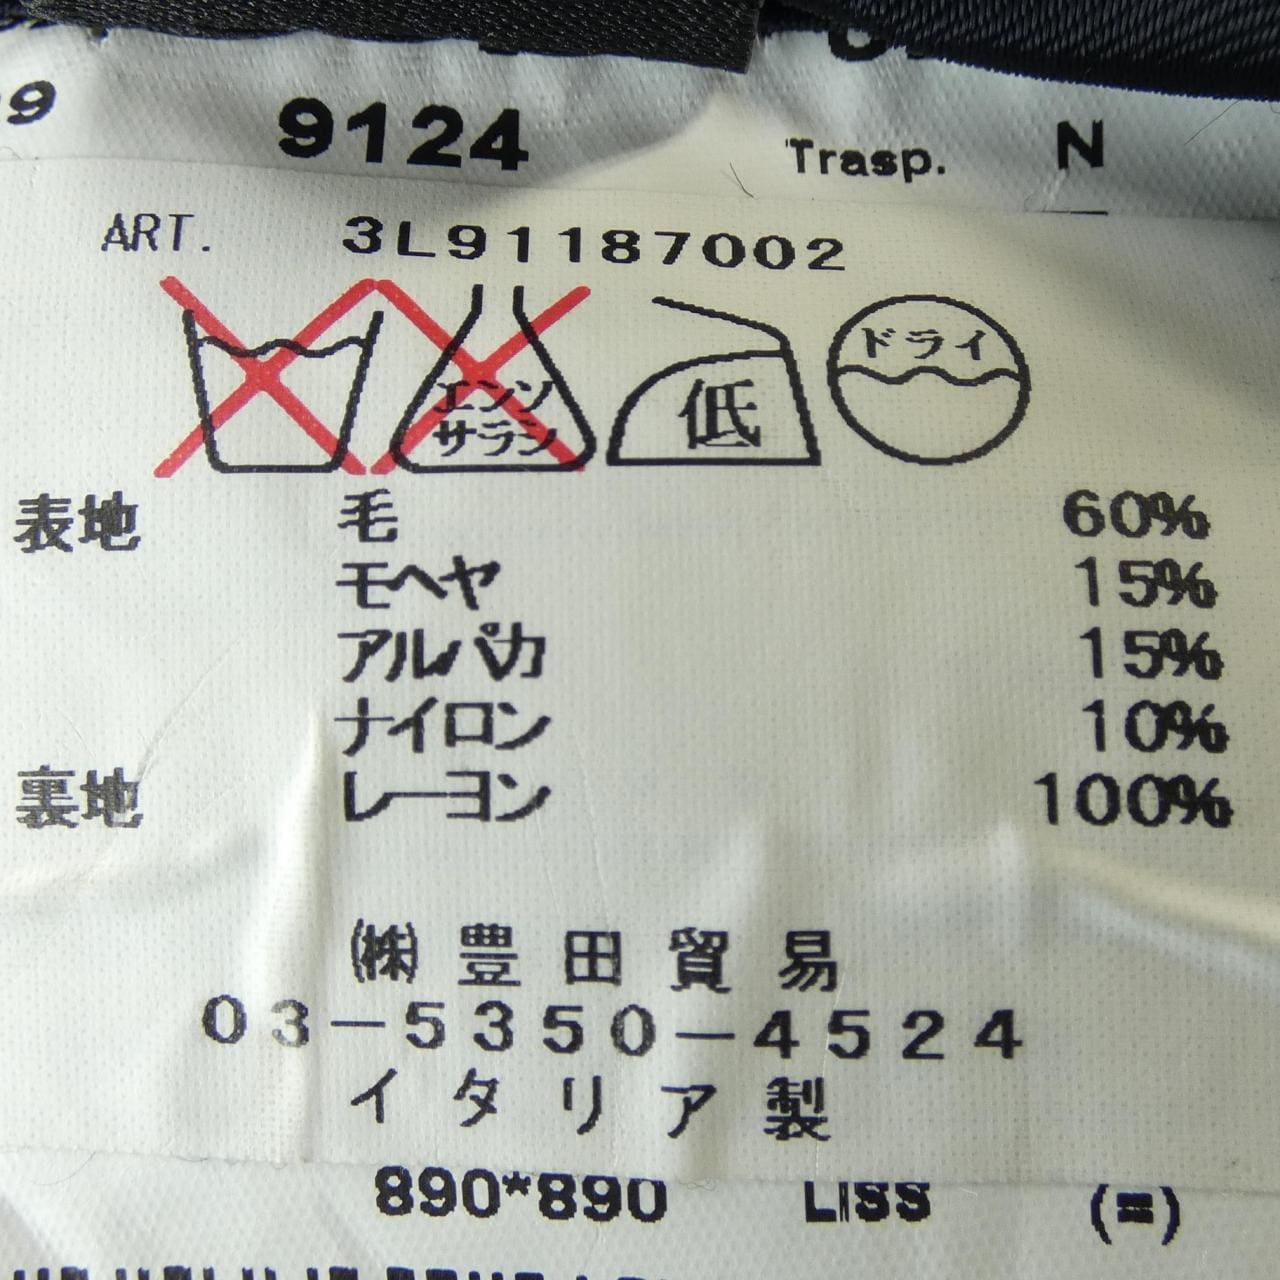 9
9124 Trasp. N
ART. 3L91187002
エンソ サラシ 低 ドライ
表地 毛 60%
モヘヤ 15%
アルパカ 15%
ナイロン 10%
裏地 レーヨン 100%
㈱豊田貿易
03-5350-4524
イタリア製
890*890 LISS (=)